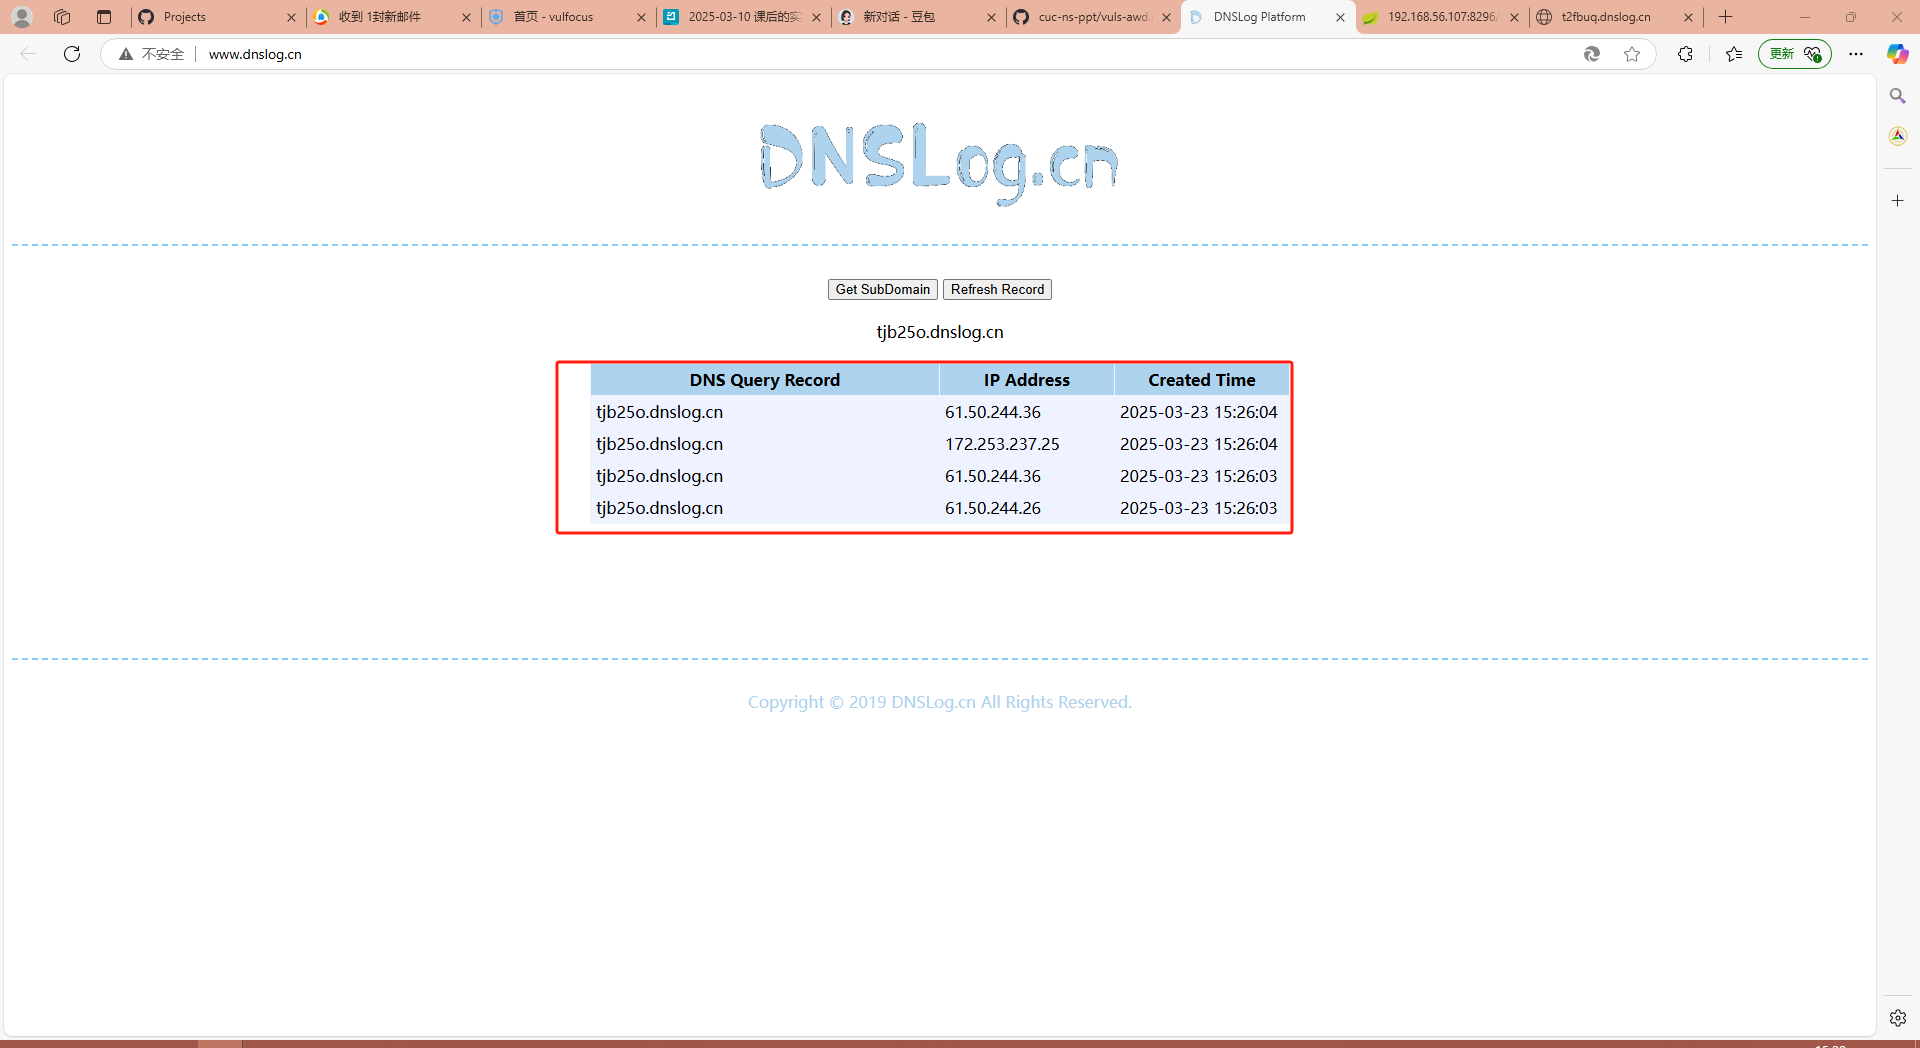 Projects
收到 1封新邮件
首页 - vulfocus
2025-03-10 课后的实
新对话 - 豆包
cuc-ns-ppt/vuls-awd
DNSLog Platform
192.168.56.107:8296/
t2fbuq.dnslog.cn
不安全
www.dnslog.cn
更新
DNSLog.cn
Get SubDomain Refresh Record
tjb25o.dnslog.cn
DNS Query Record IP Address Created Time
tjb25o.dnslog.cn 61.50.244.36 2025-03-23 15:26:04
tjb25o.dnslog.cn 172.253.237.25 2025-03-23 15:26:04
tjb25o.dnslog.cn 61.50.244.36 2025-03-23 15:26:03
tjb25o.dnslog.cn 61.50.244.26 2025-03-23 15:26:03
Copyright © 2019 DNSLog.cn All Rights Reserved.